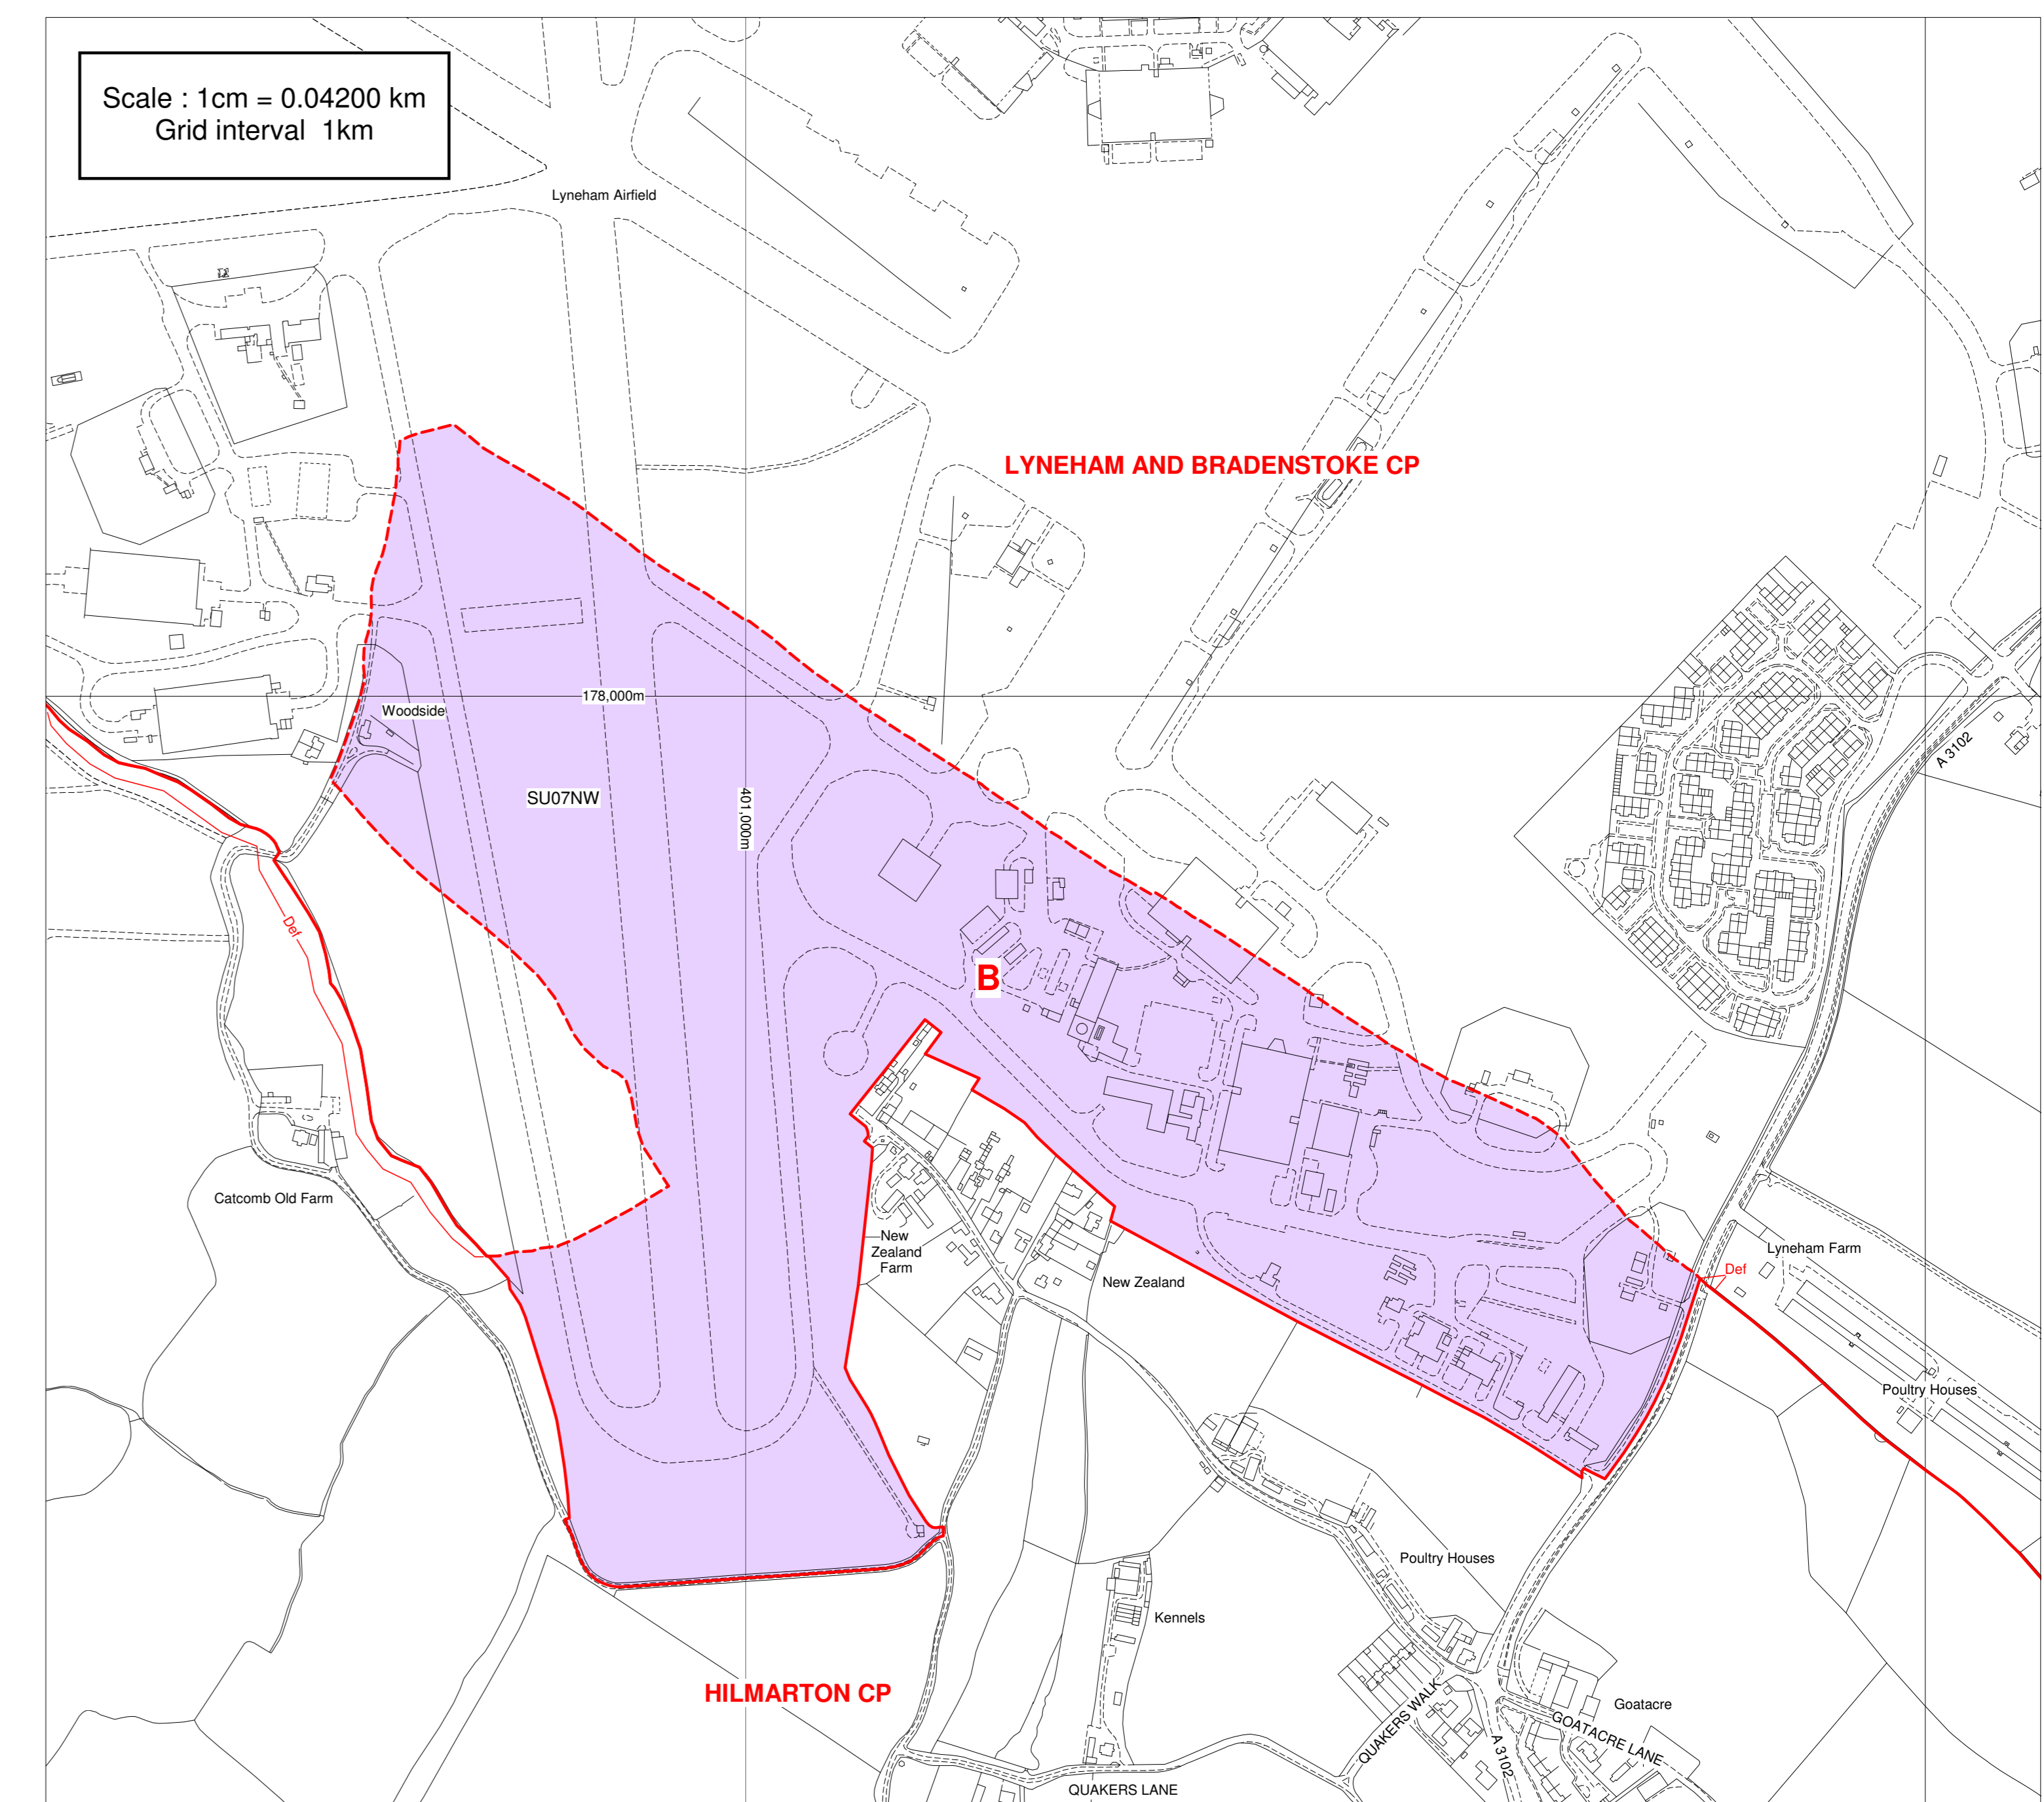 Scale : 1cm = 0.04200 km
Grid interval 1km
Lyneham Airfield
LYNEHAM AND BRADENSTOKE CP
178,000m
Woodside
A 3102
SU07NW
401,000m
Def
B
Catcomb Old Farm
New
Zealand
Farm
New Zealand
Lyneham Farm
Def
Poultry Houses
Poultry Houses
Kennels
HILMARTON CP
QUAKERS WALK
Goatacre
GOATACRE LANE
A 3102
QUAKERS LANE